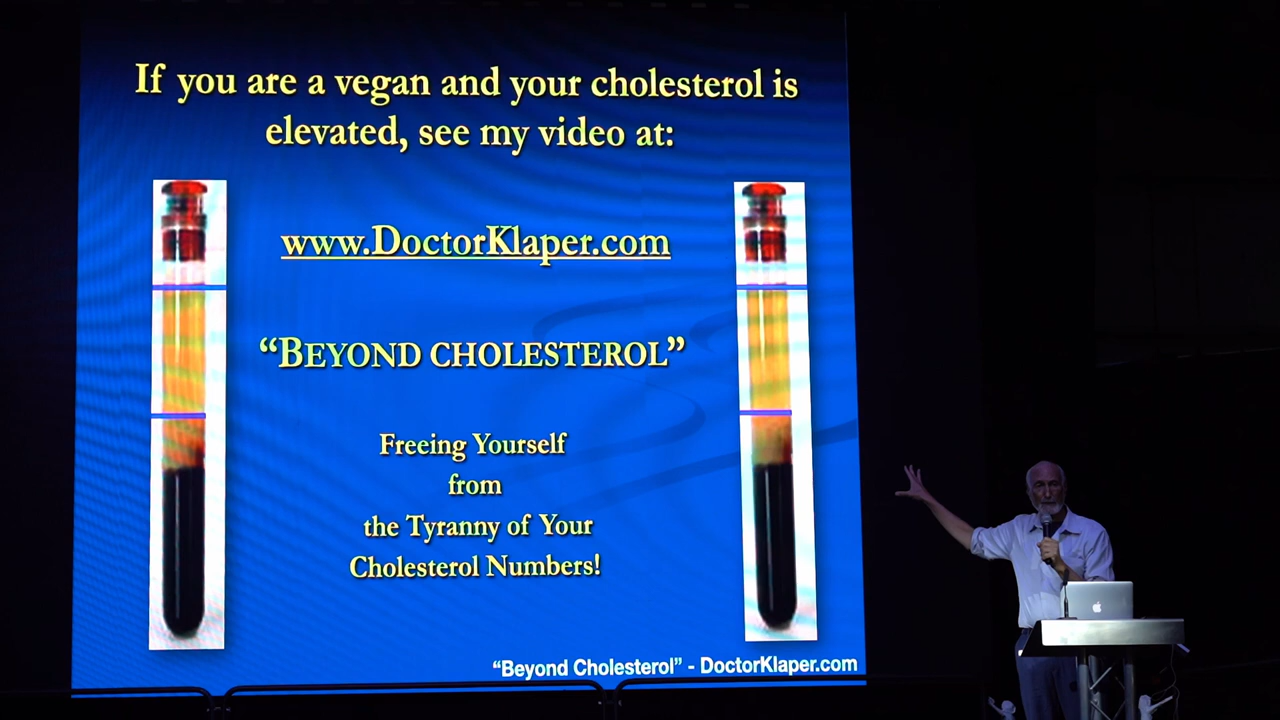 If you are a vegan and your cholesterol is
elevated, see my video at:
www.DoctorKlaper.com
“BEYOND CHOLESTEROL”
Freeing Yourself
from
the Tyranny of Your
Cholesterol Numbers!
“Beyond Cholesterol” - DoctorKlaper.com